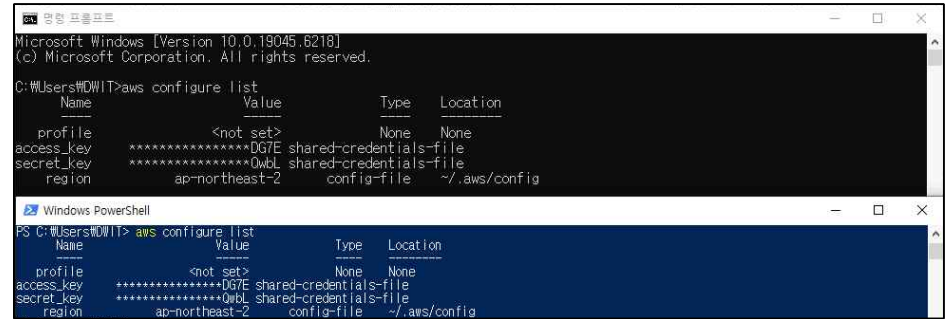 명령 프롬프트
Microsoft Windows [Version 10.0.19045.6218]
(c) Microsoft Corporation. All rights reserved.
C:₩Users₩DWIT>aws configure list
Name Value Type Location
---- ----- ---- --------
profile <not set> None None
access_key ****************DG7E shared-credentials-file
secret_key ****************QwbL shared-credentials-file
region ap-northeast-2 config-file ~/.aws/config
Windows PowerShell
PS C:₩Users₩DWIT> aws configure list
Name Value Type Location
---- ----- ---- --------
profile <not set> None None
access_key ****************DG7E shared-credentials-file
secret_key ****************QwbL shared-credentials-file
region ap-northeast-2 config-file ~/.aws/config